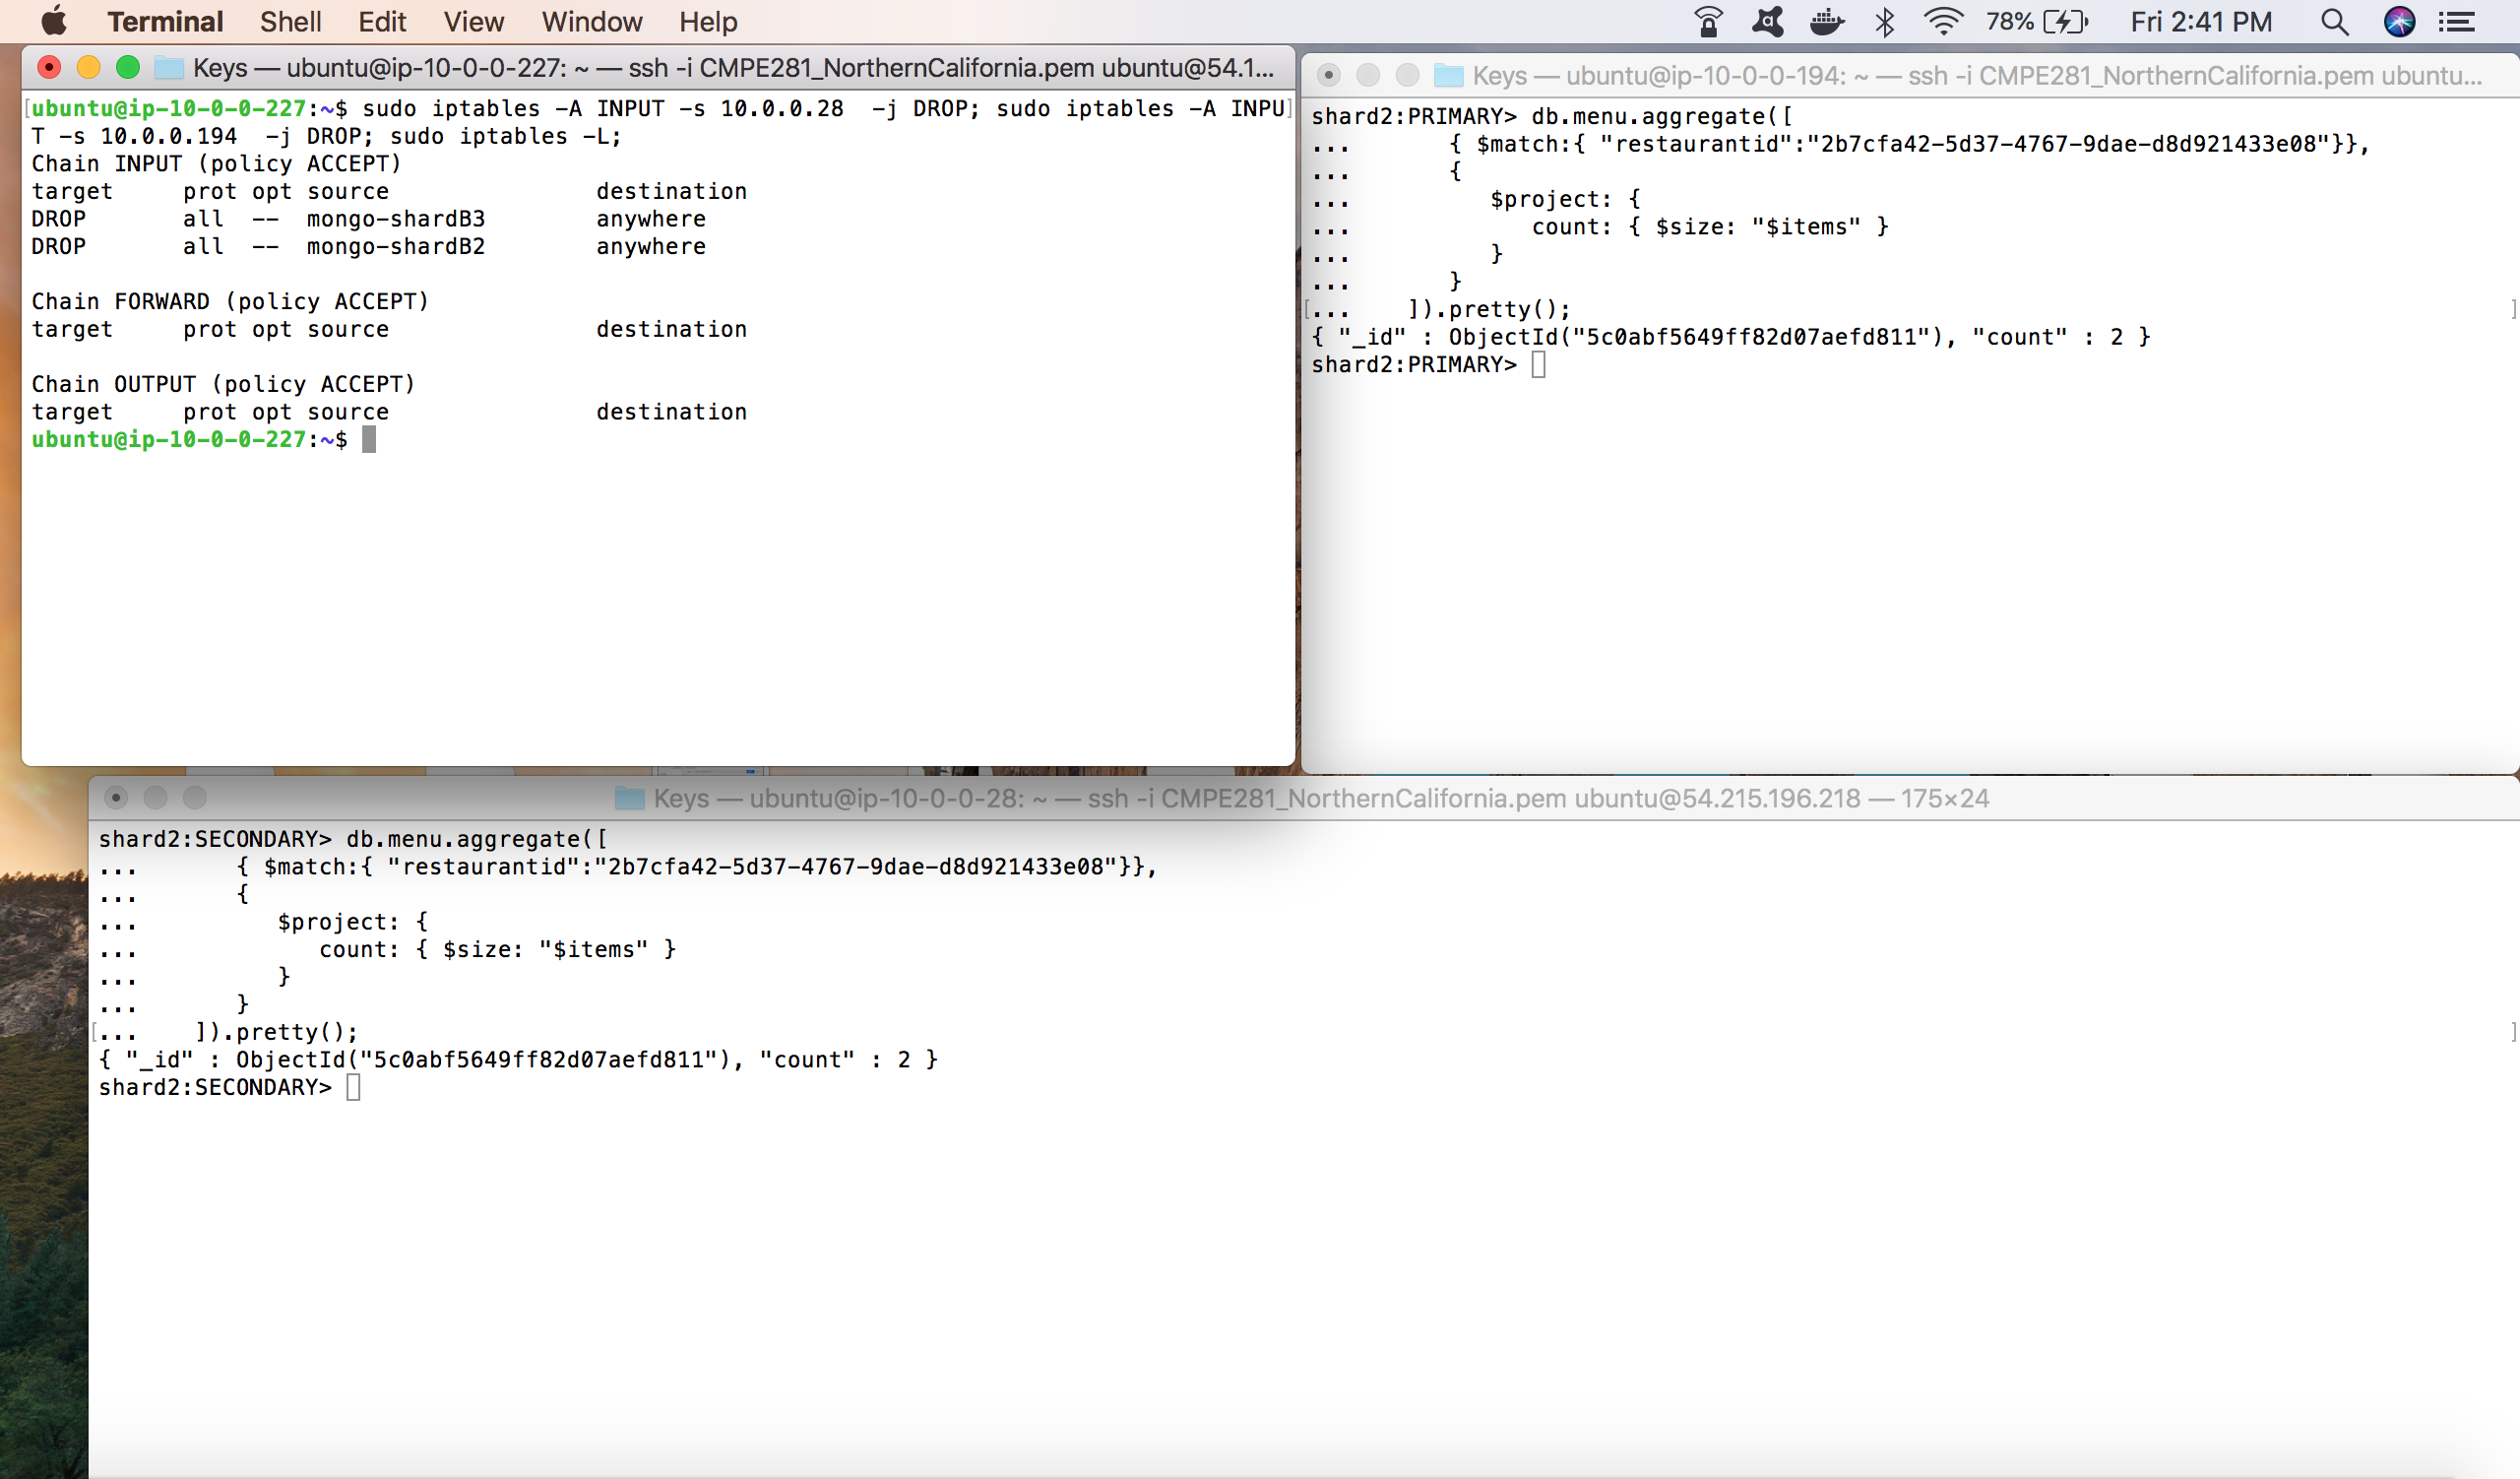 Terminal Shell Edit View Window Help 78% Fri 2:41 PM
Keys — ubuntu@ip-10-0-0-227: ~ — ssh -i CMPE281_NorthernCalifornia.pem ubuntu@54.1...
[ubuntu@ip-10-0-0-227:~$ sudo iptables -A INPUT -s 10.0.0.28  -j DROP; sudo iptables -A INPU]
T -s 10.0.0.194  -j DROP; sudo iptables -L;
Chain INPUT (policy ACCEPT)
target     prot opt source               destination
DROP       all  --  mongo-shardB3        anywhere
DROP       all  --  mongo-shardB2        anywhere
Chain FORWARD (policy ACCEPT)
target     prot opt source               destination
Chain OUTPUT (policy ACCEPT)
target     prot opt source               destination
ubuntu@ip-10-0-0-227:~$
Keys — ubuntu@ip-10-0-0-194: ~ — ssh -i CMPE281_NorthernCalifornia.pem ubuntu...
shard2:PRIMARY> db.menu.aggregate([
...       { $match:{ "restaurantid":"2b7cfa42-5d37-4767-9dae-d8d921433e08"}},
...       {
...          $project: {
...             count: { $size: "$items" }
...          }
...       }
[...    ]).pretty(); ]
{ "_id" : ObjectId("5c0abf5649ff82d07aefd811"), "count" : 2 }
shard2:PRIMARY>
Keys — ubuntu@ip-10-0-0-28: ~ — ssh -i CMPE281_NorthernCalifornia.pem ubuntu@54.215.196.218 — 175×24
shard2:SECONDARY> db.menu.aggregate([
...       { $match:{ "restaurantid":"2b7cfa42-5d37-4767-9dae-d8d921433e08"}},
...       {
...          $project: {
...             count: { $size: "$items" }
...          }
...       }
[...    ]).pretty(); ]
{ "_id" : ObjectId("5c0abf5649ff82d07aefd811"), "count" : 2 }
shard2:SECONDARY>